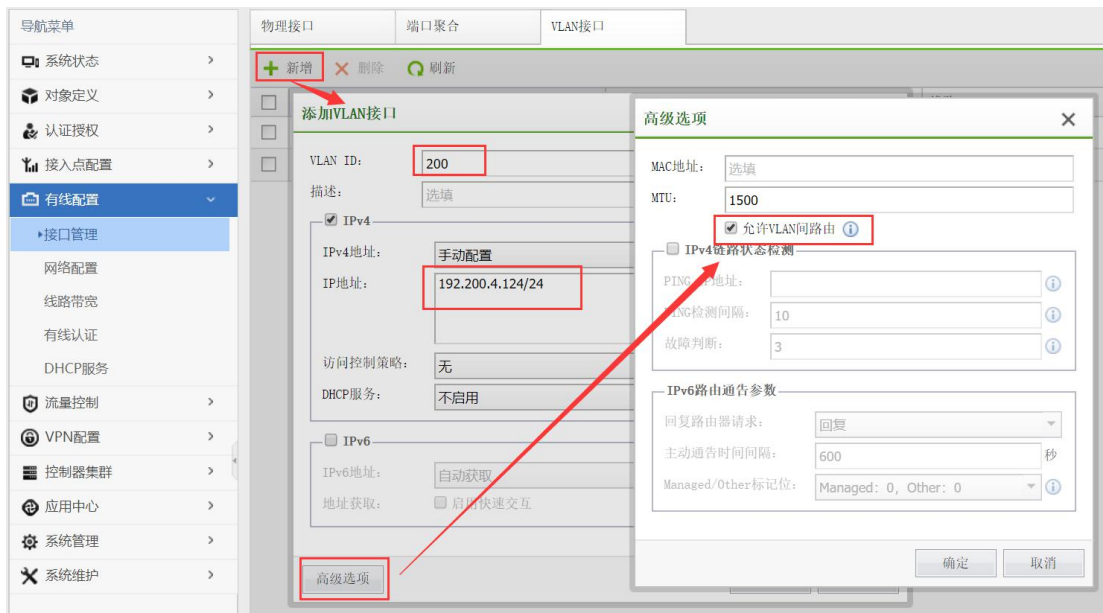 导航菜单
系统状态
对象定义
认证授权
接入点配置
有线配置
接口管理
网络配置
线路带宽
有线认证
DHCP服务
流量控制
VPN配置
控制器集群
应用中心
系统管理
系统维护
物理接口
端口聚合
VLAN接口
新增
删除
刷新
添加VLAN接口
VLAN ID:
200
描述:
选填
IPv4
IPv4地址:
手动配置
IP地址:
192.200.4.124/24
访问控制策略:
无
DHCP服务:
不启用
IPv6
IPv6地址:
自动获取
地址获取:
启用快速交互
高级选项
高级选项
MAC地址:
选填
MTU:
1500
允许VLAN间路由
IPv4链路状态检测
PING IP地址:
PING检测间隔:
10
故障判断:
3
IPv6路由通告参数
回复路由器请求:
回复
主动通告时间间隔:
600
秒
Managed/Other标记位:
Managed: 0, Other: 0
确定
取消